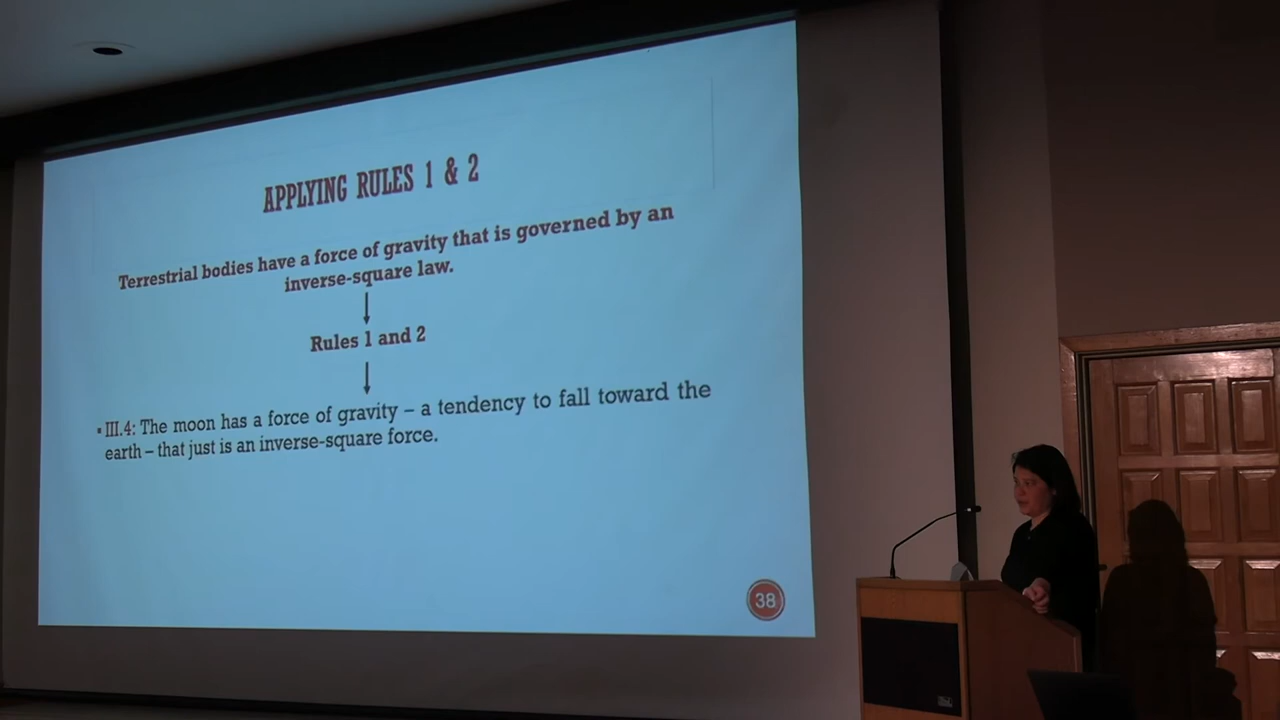 APPLYING RULES 1 & 2
Terrestrial bodies have a force of gravity that is governed by an
inverse-square law.
Rules 1 and 2
▪ III.4: The moon has a force of gravity – a tendency to fall toward the
earth – that just is an inverse-square force.
38